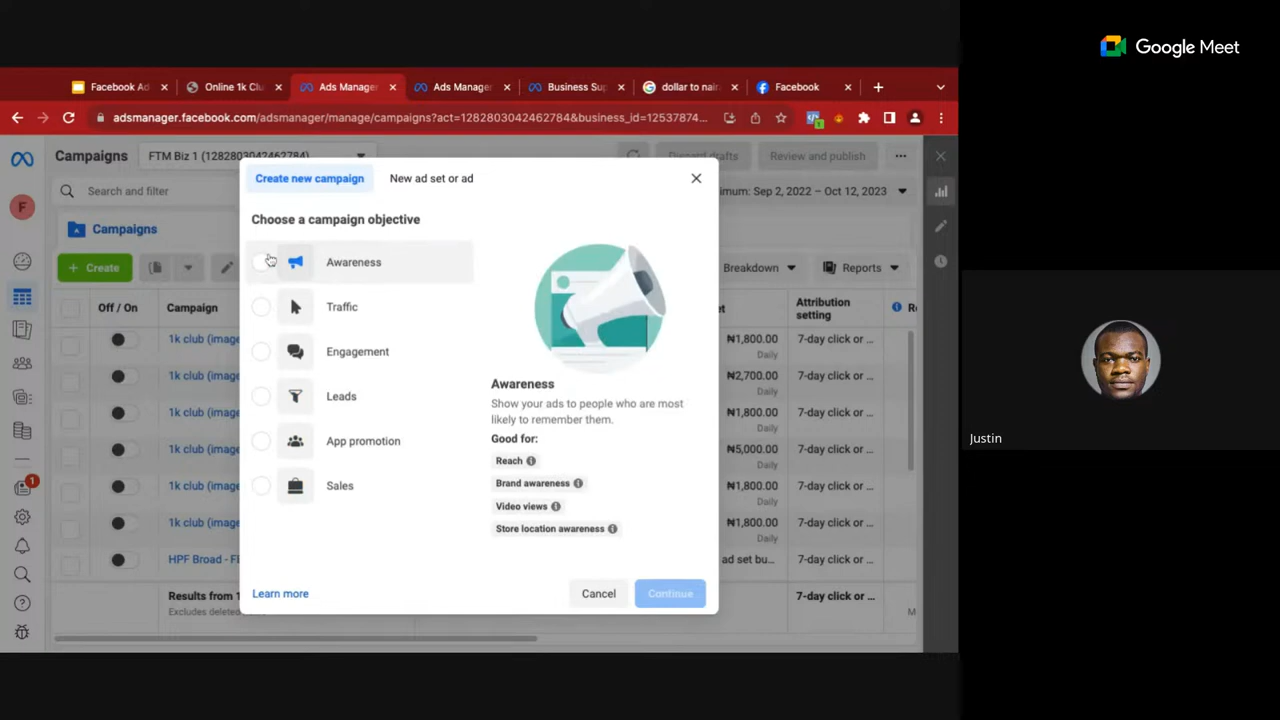 Google Meet
Facebook Ad
Online 1k Clu
Ads Manager
Ads Manage
Business Sup
dollar to nair
Facebook
adsmanager.facebook.com/adsmanager/manage/campaigns?act=1282803042462784&business_id=12537874...
Campaigns
FTM Biz 1 (1282803042462784)
Discard drafts
Review and publish
Create new campaign
New ad set or ad
Search and filter
mum: Sep 2, 2022 – Oct 12, 2023
F
Choose a campaign objective
Campaigns
Awareness
+ Create
Breakdown
Reports
Traffic
Off / On
Campaign
et
Attribution
setting
Engagement
1k club (image
₦1,800.00
Daily
7-day click or ...
1k club (image
₦2,700.00
Daily
7-day click or ...
Leads
Awareness
Show your ads to people who are most
likely to remember them.
Good for:
1k club (image
₦1,800.00
Daily
7-day click or ...
App promotion
Reach
1k club (image
₦5,000.00
Daily
7-day click or ...
Sales
Brand awareness
1
1k club (image
₦1,800.00
Daily
7-day click or ...
Video views
Store location awareness
1k club (image
₦1,800.00
Daily
7-day click or ...
HPF Broad - F
ad set bu...
7-day click or ...
Learn more
Cancel
Continue
Results from 1
Excludes deleted
7-day click or ...
M
Justin